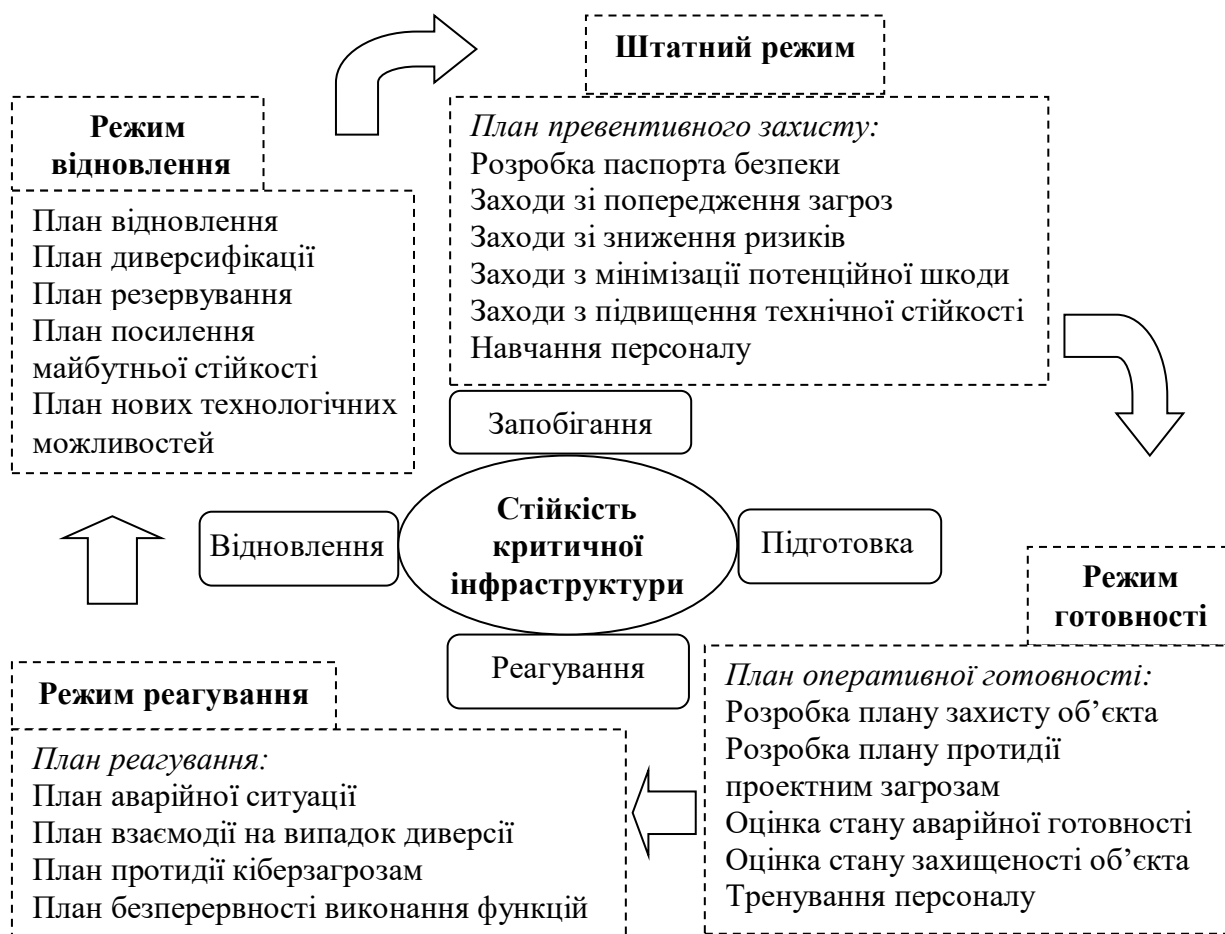 Штатний режим
План превентивного захисту:
Розробка паспорта безпеки
Заходи зі попередження загроз
Заходи зі зниження ризиків
Заходи з мінімізації потенційної шкоди
Заходи з підвищення технічної стійкості
Навчання персоналу
Режим
відновлення
План відновлення
План диверсифікації
План резервування
План посилення
майбутньої стійкості
План нових технологічних
можливостей
Запобігання
Відновлення
Стійкість
критичної
інфраструктури
Підготовка
Реагування
Режим
готовності
План оперативної готовності:
Розробка плану захисту об’єкта
Розробка плану протидії
проектним загрозам
Оцінка стану аварійної готовності
Оцінка стану захищеності об’єкта
Тренування персоналу
Режим реагування
План реагування:
План аварійної ситуації
План взаємодії на випадок диверсії
План протидії кіберзагрозам
План безперервності виконання функцій